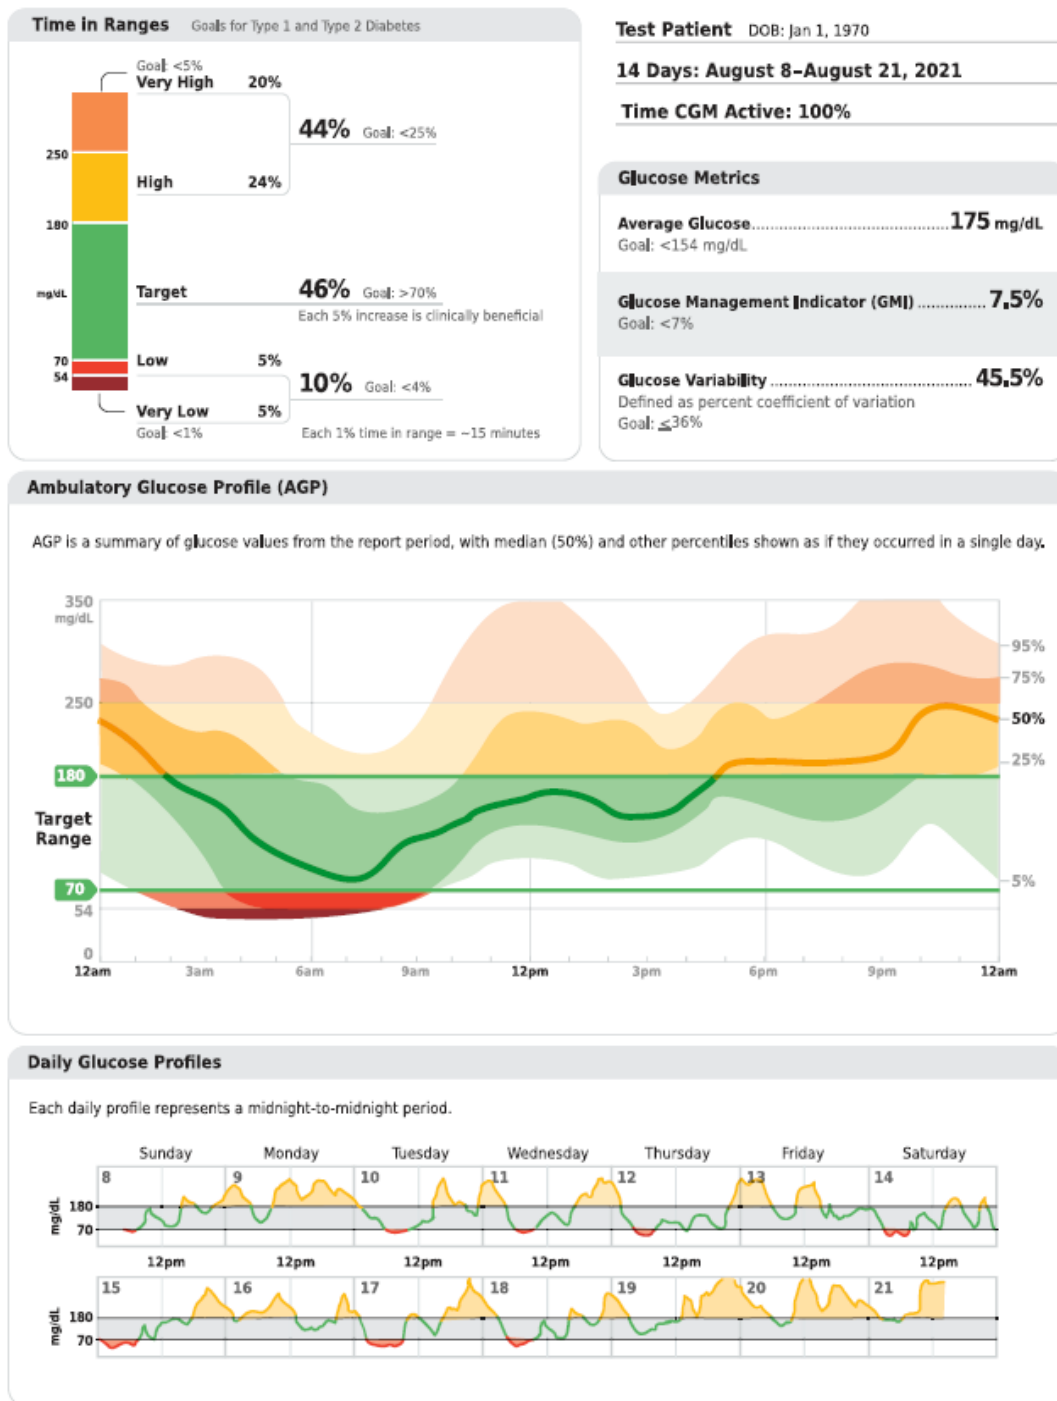 Time in Ranges Goals for Type 1 and Type 2 Diabetes
Goal: <5%
Very High 20%
44% Goal: <25%
250
High 24%
180
mg/dL
Target 46% Goal: >70%
Each 5% increase is clinically beneficial
70
Low 5%
54
10% Goal: <4%
Very Low 5%
Goal: <1%
Each 1% time in range = ~15 minutes
Test Patient DOB: Jan 1, 1970
14 Days: August 8–August 21, 2021
Time CGM Active: 100%
Glucose Metrics
Average Glucose..................................................175 mg/dL
Goal: <154 mg/dL
Glucose Management Indicator (GMI) ................ 7.5%
Goal: <7%
Glucose Variability ................................................ 45.5%
Defined as percent coefficient of variation
Goal: ≤36%
Ambulatory Glucose Profile (AGP)
AGP is a summary of glucose values from the report period, with median (50%) and other percentiles shown as if they occurred in a single day.
350
mg/dL
95%
75%
250
50%
25%
180
Target
Range
70
5%
54
0
12am 3am 6am 9am 12pm 3pm 6pm 9pm 12am
Daily Glucose Profiles
Each daily profile represents a midnight-to-midnight period.
Sunday Monday Tuesday Wednesday Thursday Friday Saturday
8 9 10 11 12 13 14
mg/dL
180
70
12pm 12pm 12pm 12pm 12pm 12pm 12pm
15 16 17 18 19 20 21
mg/dL
180
70